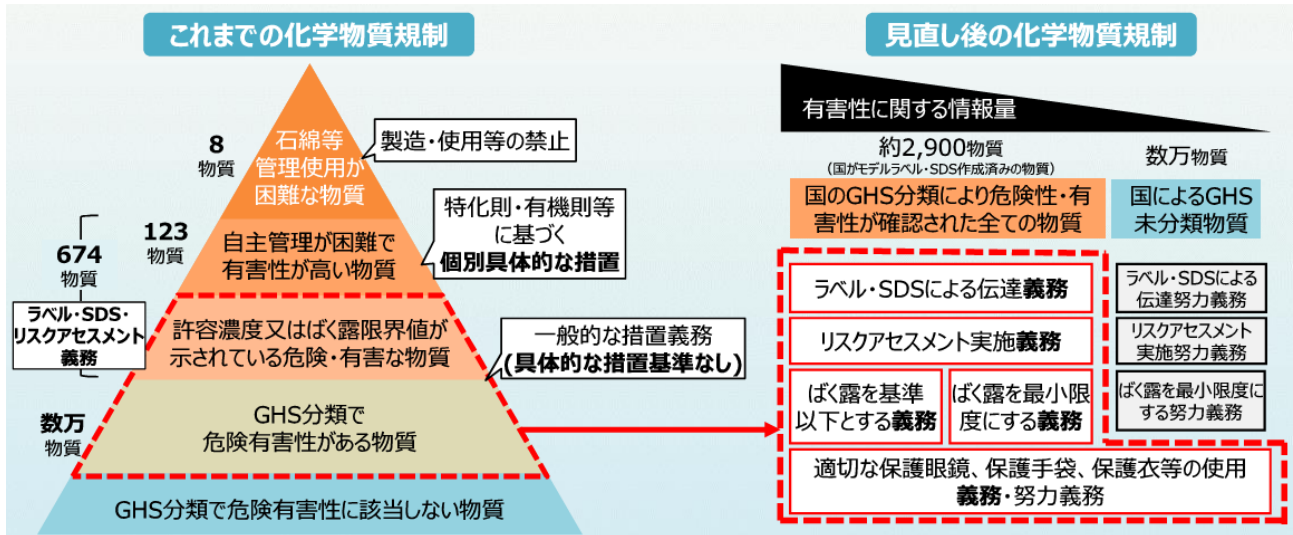 これまでの化学物質規制
8
物質
石綿等
管理使用が
困難な物質
製造・使用等の禁止
123
物質
自主管理が困難で
有害性が高い物質
特化則・有機則等
に基づく
個別具体的な措置
674
物質
ラベル・SDS・
リスクアセスメント
義務
許容濃度又はばく露限界値が
示されている危険・有害な物質
一般的な措置義務
(具体的な措置基準なし)
数万
物質
GHS分類で
危険有害性がある物質
GHS分類で危険有害性に該当しない物質
見直し後の化学物質規制
有害性に関する情報量
約2,900物質
(国がモデルラベル・SDS作成済みの物質)
数万物質
国のGHS分類により危険性・有
害性が確認された全ての物質
国によるGHS
未分類物質
ラベル・SDSによる伝達義務
ラベル・SDSによる
伝達努力義務
リスクアセスメント実施義務
リスクアセスメント
実施努力義務
ばく露を基準
以下とする義務
ばく露を最小限
度にする義務
ばく露を最小限度に
する努力義務
適切な保護眼鏡、保護手袋、保護衣等の使用
義務・努力義務